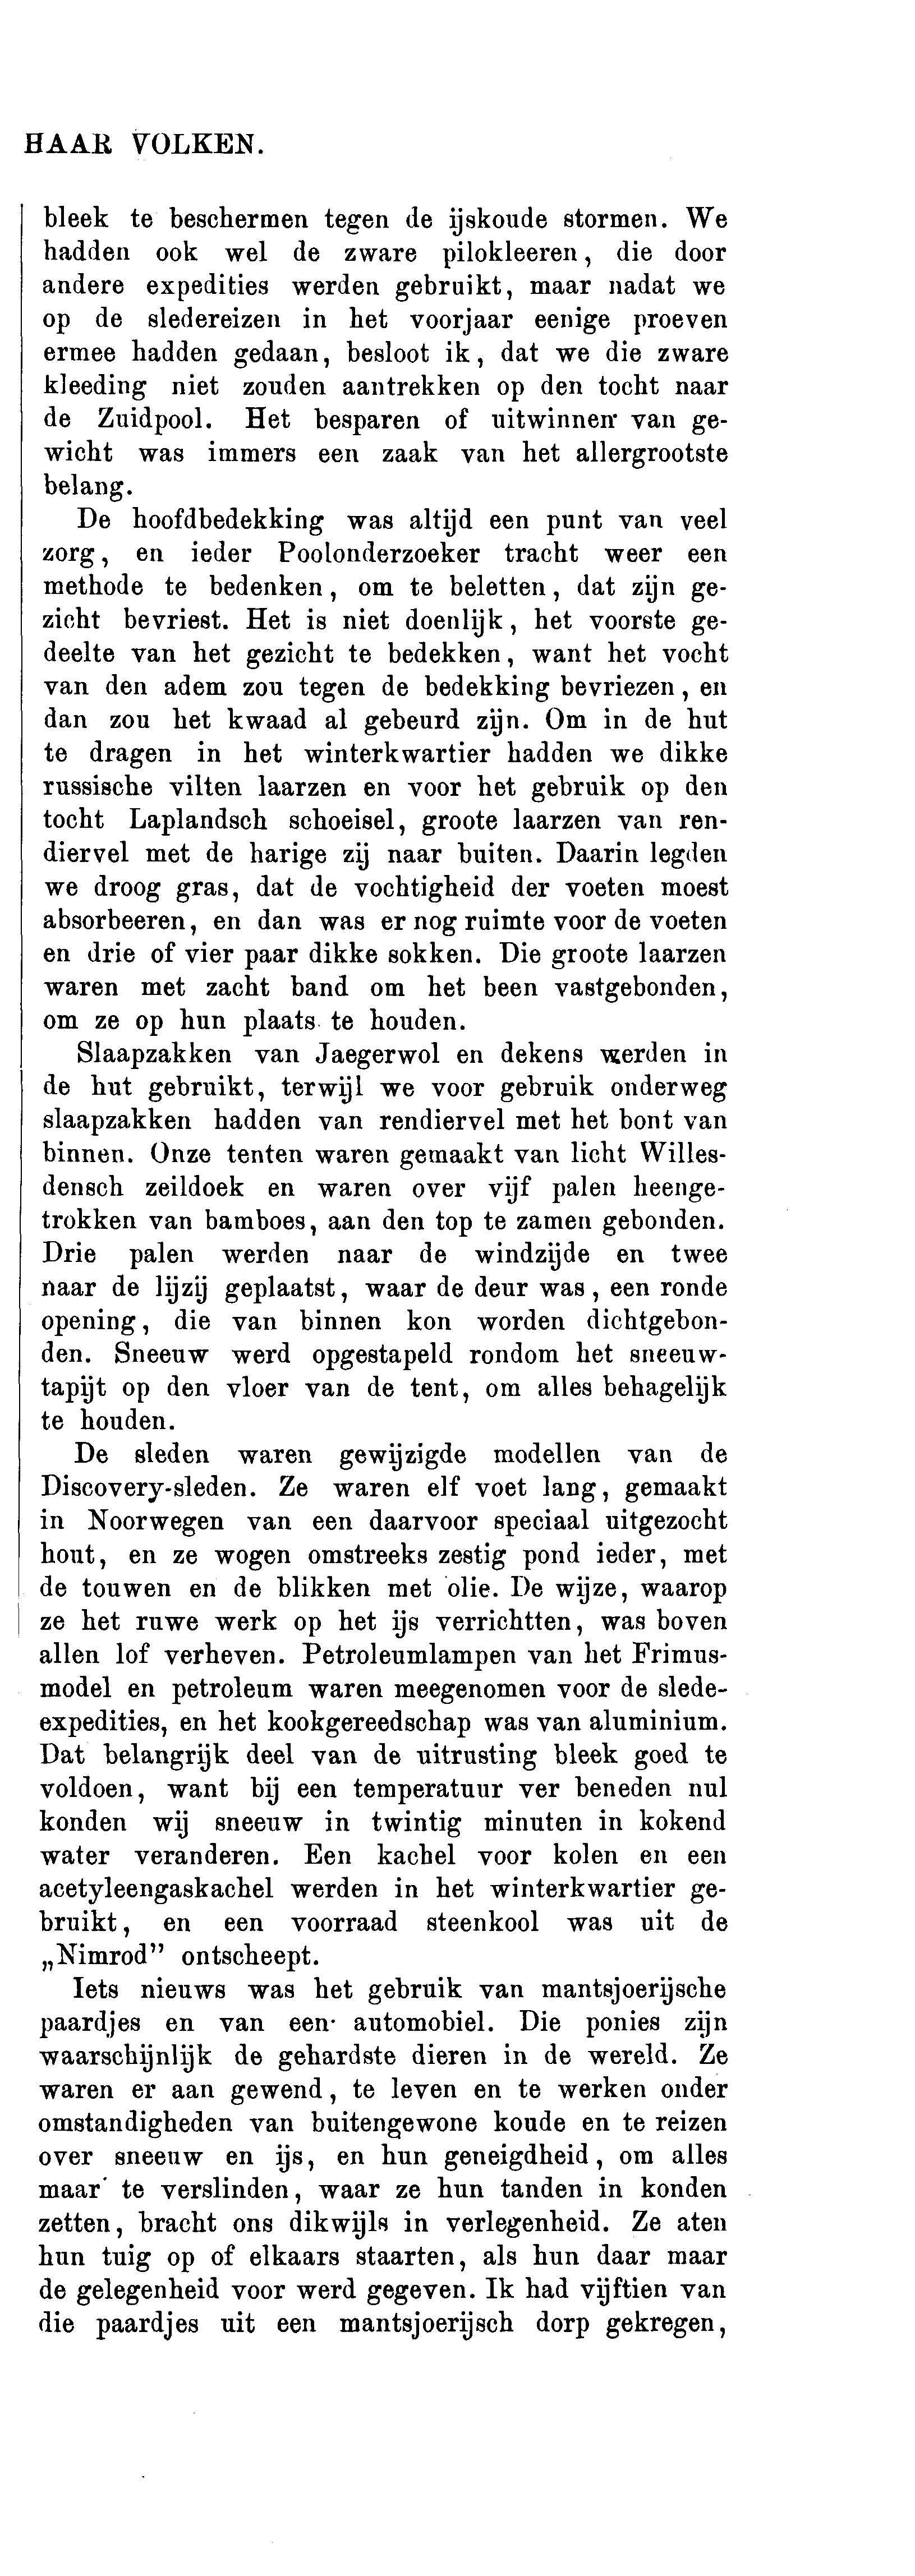 HAAR VOLKEN.
bleek te beschermen tegen de ijskoude stormen. We
hadden ook wel de zware pilokleeren, die door
andere expedities werden gebruikt, maar nadat we
op de sledereizen in het voorjaar eenige proeven
ermee hadden gedaan, besloot ik, dat we die zware
kleeding niet zouden aantrekken op den tocht naar
de Zuidpool. Het besparen of uitwinnen van ge-
wicht was immers een zaak van het allergrootste
belang.
De hoofdbedekking was altijd een punt van veel
zorg, en ieder Poolonderzoeker tracht weer een
methode te bedenken, om te beletten, dat zijn ge-
zicht bevriest. Het is niet doenlijk, het voorste ge-
deelte van het gezicht te bedekken, want het vocht
van den adem zou tegen de bedekking bevriezen, en
dan zou het kwaad al gebeurd zijn. Om in de hut
te dragen in het winterkwartier hadden we dikke
russische vilten laarzen en voor het gebruik op den
tocht Laplandsch schoeisel, groote laarzen van ren-
diervel met de harige zij naar buiten. Daarin legden
we droog gras, dat de vochtigheid der voeten moest
absorbeeren, en dan was er nog ruimte voor de voeten
en drie of vier paar dikke sokken. Die groote laarzen
waren met zacht band om het been vastgebonden,
om ze op hun plaats te houden.
Slaapzakken van Jaegerwol en dekens werden in
de hut gebruikt, terwijl we voor gebruik onderweg
slaapzakken hadden van rendiervel met het bont van
binnen. Onze tenten waren gemaakt van licht Willes-
densch zeildoek en waren over vijf palen heenge-
trokken van bamboes, aan den top te zamen gebonden.
Drie palen werden naar de windzijde en twee
naar de lijzij geplaatst, waar de deur was, een ronde
opening, die van binnen kon worden dichtgebon-
den. Sneeuw werd opgestapeld rondom het sneeuw-
tapijt op den vloer van de tent, om alles behagelijk
te houden.
De sleden waren gewijzigde modellen van de
Discovery-sleden. Ze waren elf voet lang, gemaakt
in Noorwegen van een daarvoor speciaal uitgezocht
hout, en ze wogen omstreeks zestig pond ieder, met
de touwen en de blikken met olie. De wijze, waarop
ze het ruwe werk op het ijs verrichtten, was boven
allen lof verheven. Petroleumlampen van het Frimus-
model en petroleum waren meegenomen voor de slede-
expedities, en het kookgereedschap was van aluminium.
Dat belangrijk deel van de uitrusting bleek goed te
voldoen, want bij een temperatuur ver beneden nul
konden wij sneeuw in twintig minuten in kokend
water veranderen. Een kachel voor kolen en een
acetyleengaskachel werden in het winterkwartier ge-
bruikt, en een voorraad steenkool was uit de
„Nimrod” ontscheept.
Iets nieuws was het gebruik van mantsjoerijsche
paardjes en van een automobiel. Die ponies zijn
waarschijnlijk de gehardste dieren in de wereld. Ze
waren er aan gewend, te leven en te werken onder
omstandigheden van buitengewone koude en te reizen
over sneeuw en ijs, en hun geneigdheid, om alles
maar te verslinden, waar ze hun tanden in konden
zetten, bracht ons dikwijls in verlegenheid. Ze aten
hun tuig op of elkaars staarten, als hun daar maar
de gelegenheid voor werd gegeven. Ik had vijftien van
die paardjes uit een mantsjoerijsch dorp gekregen,